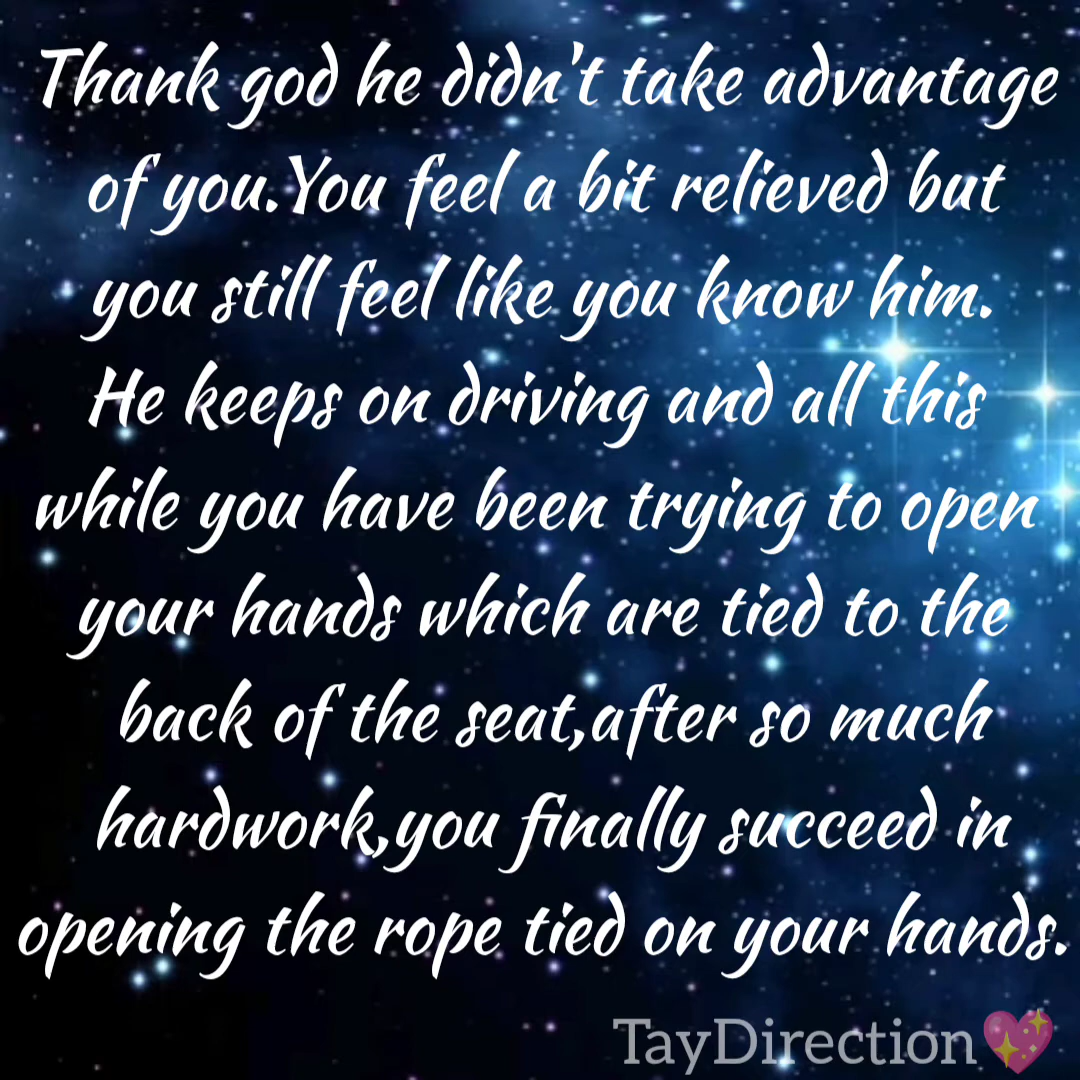 Thank god he didn't take advantage
of you.You feel a bit relieved but
you still feel like you know him.
He keeps on driving and all this
while you have been trying to open
your hands which are tied to the
back of the seat,after so much
hardwork,you finally succeed in
opening the rope tied on your hands.
TayDirection💖